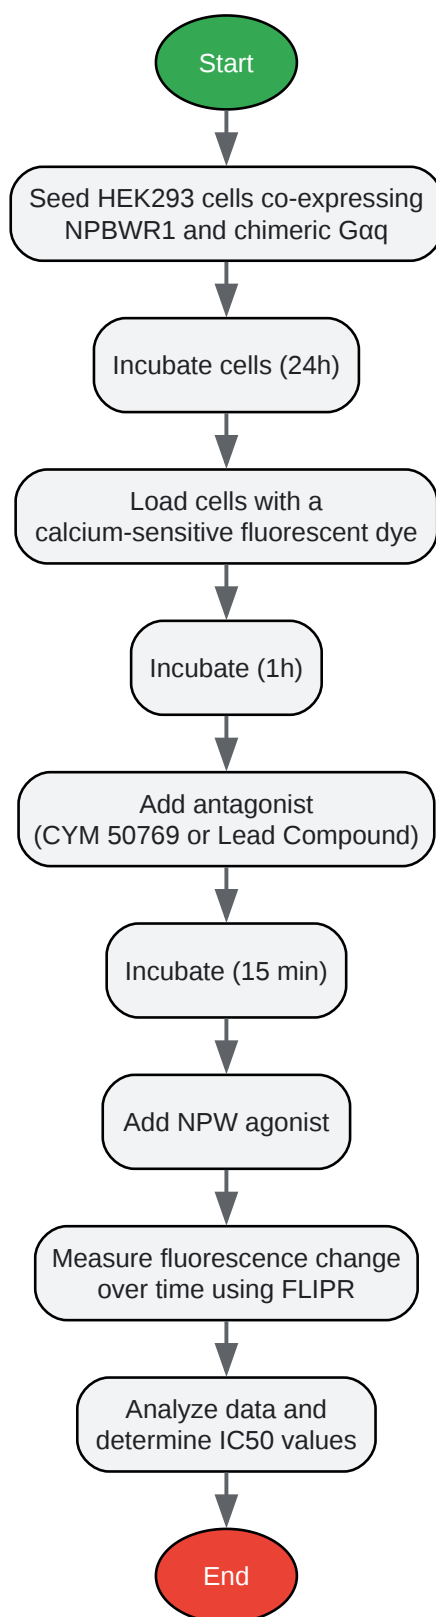 Start
Seed HEK293 cells co-expressing
NPBWR1 and chimeric Gαq
Incubate cells (24h)
Load cells with a
calcium-sensitive fluorescent dye
Incubate (1h)
Add antagonist
(CYM 50769 or Lead Compound)
Incubate (15 min)
Add NPW agonist
Measure fluorescence change
over time using FLIPR
Analyze data and
determine IC50 values
End